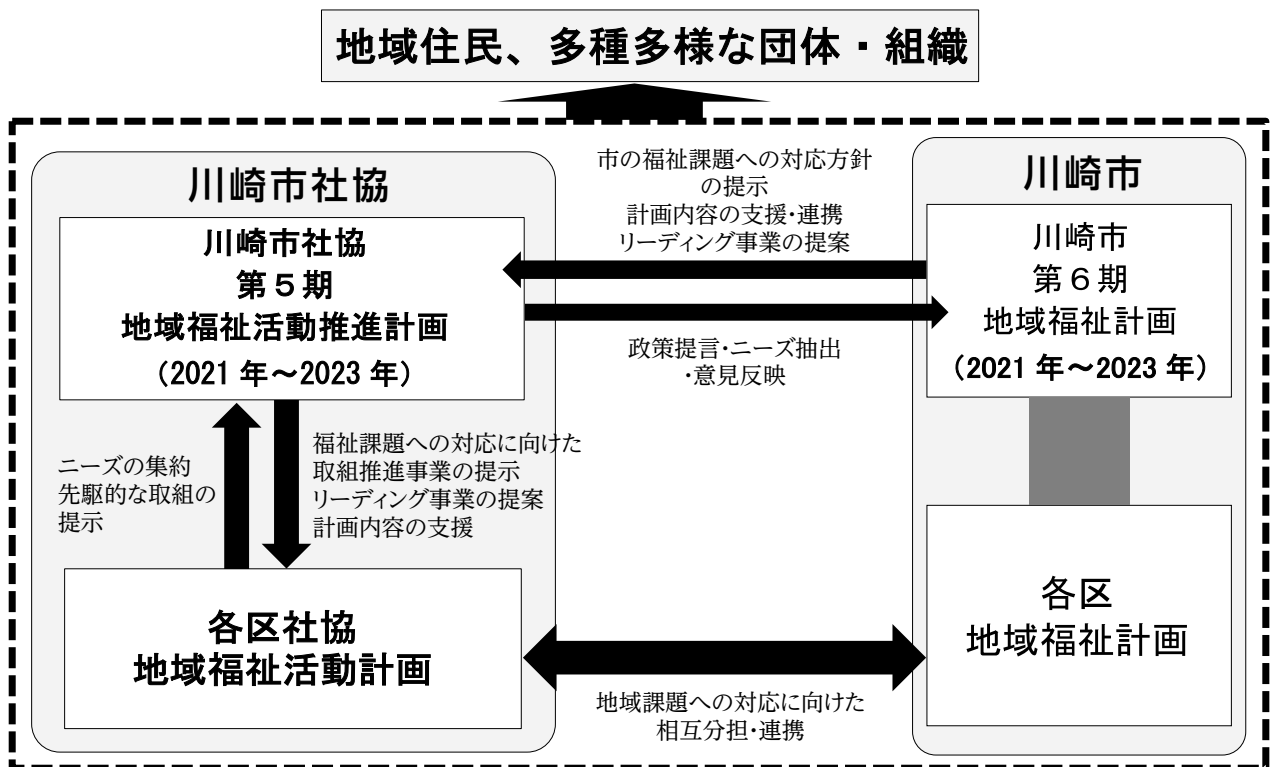 地域住民、多種多様な団体・組織
川崎市社協
川崎市社協
第５期
地域福祉活動推進計画
（2021 年～2023 年）
市の福祉課題への対応方針
の提示
計画内容の支援・連携
リーディング事業の提案
政策提言・ニーズ抽出
・意見反映
川崎市
川崎市
第６期
地域福祉計画
（2021 年～2023 年）
ニーズの集約
先駆的な取組の
提示
福祉課題への対応に向けた
取組推進事業の提示
リーディング事業の提案
計画内容の支援
各区社協
地域福祉活動計画
地域課題への対応に向けた
相互分担・連携
各区
地域福祉計画